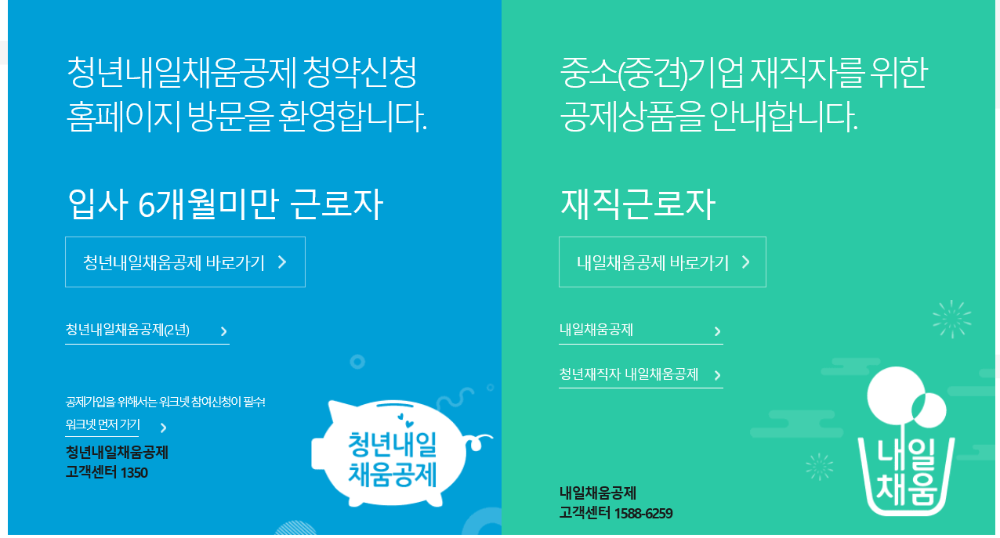 청년내일채움공제 청약신청
홈페이지 방문을 환영합니다.
입사 6개월미만 근로자
청년내일채움공제 바로가기
청년내일채움공제(2년)
공제가입을 위해서는 워크넷 참여신청이 필수!
워크넷 먼저 가기
청년내일채움공제
고객센터 1350
청년내일
채움공제
중소(중견)기업 재직자를 위한
공제상품을 안내합니다.
재직근로자
내일채움공제 바로가기
내일채움공제
청년재직자 내일채움공제
내일채움공제
고객센터 1588-6259
내일
채움